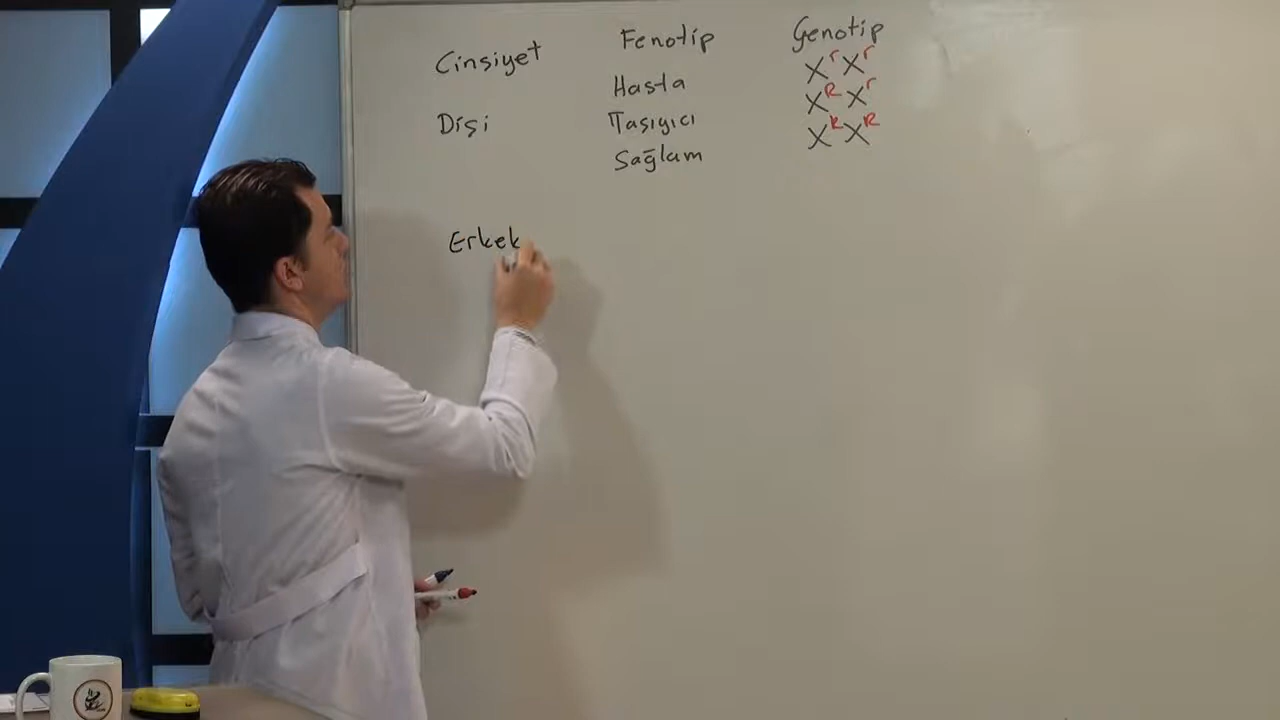 Cinsiyet Fenotip Genotip
Hasta XʳXʳ
Dişi Taşıyıcı XᴿXʳ
Sağlam XᴿXᴿ
Erkek